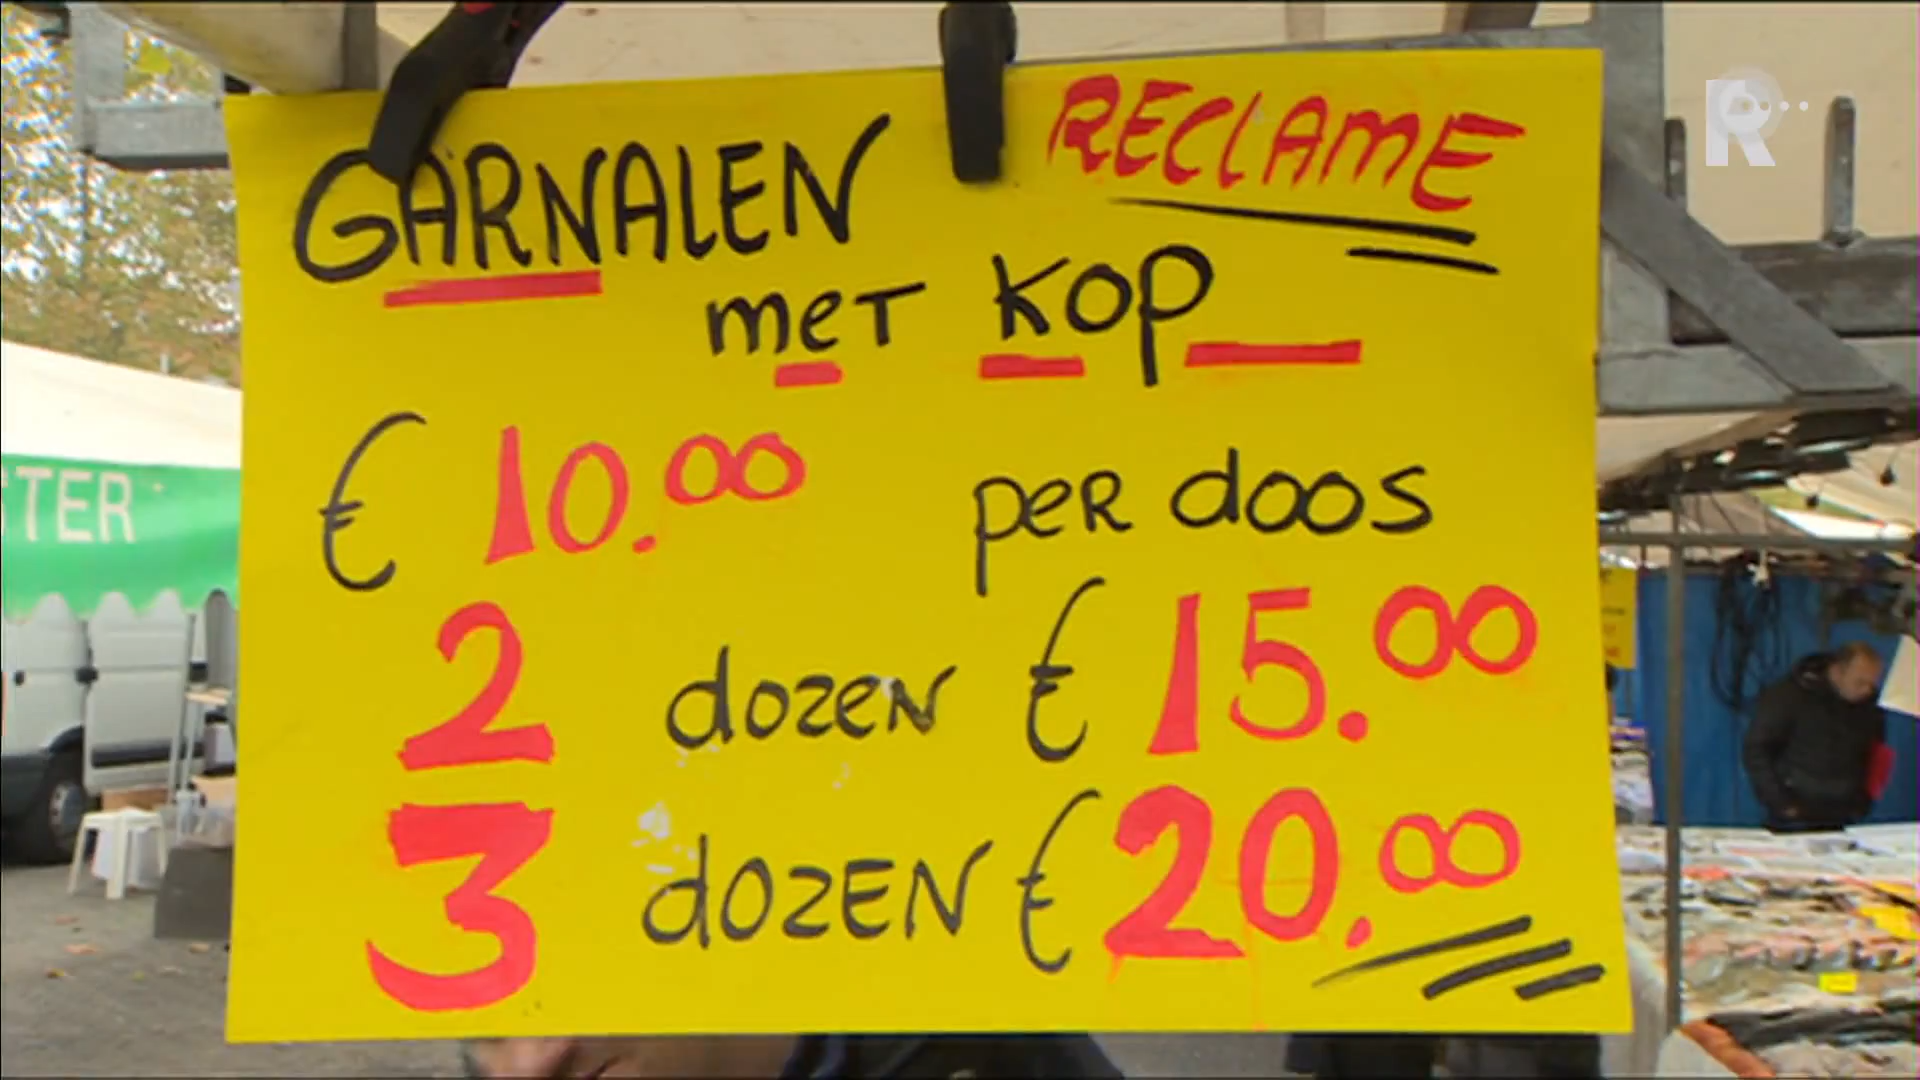 GARNALEN RECLAME
met kop
€ 10.00 per doos
2 dozen € 15.00
3 dozen € 20.00
TER
R